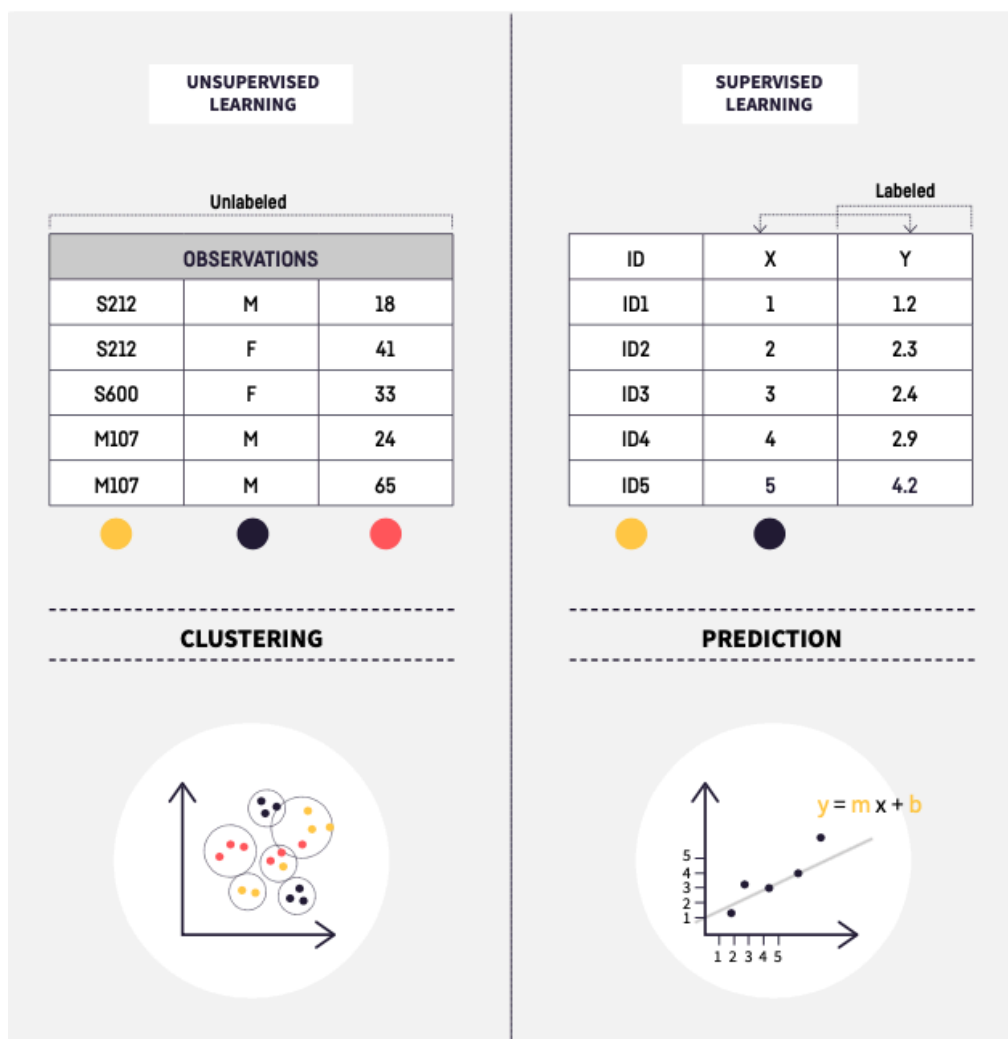 UNSUPERVISED
LEARNING
Unlabeled
OBSERVATIONS
S212 M 18
S212 F 41
S600 F 33
M107 M 24
M107 M 65
CLUSTERING
SUPERVISED
LEARNING
Labeled
ID X Y
ID1 1 1.2
ID2 2 2.3
ID3 3 2.4
ID4 4 2.9
ID5 5 4.2
PREDICTION
y = m x + b
5
4
3
2
1
1 2 3 4 5